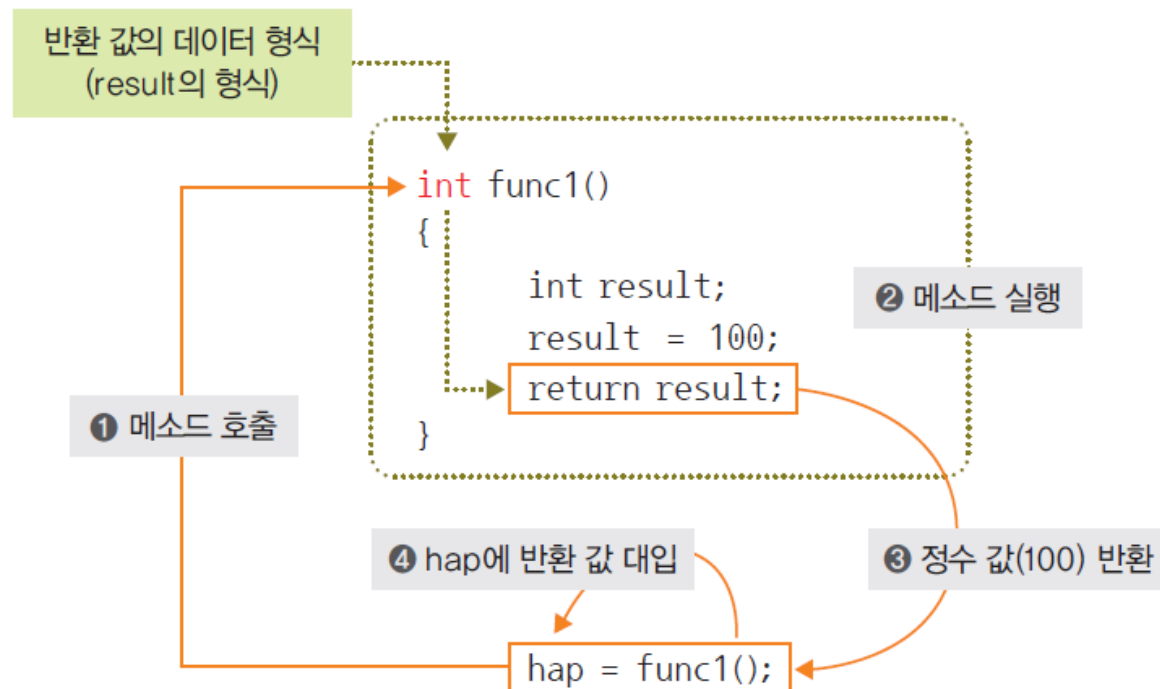 반환 값의 데이터 형식
(result의 형식)
int func1()
{
int result;
result = 100;
return result;
}
❷ 메소드 실행
❶ 메소드 호출
❹ hap에 반환 값 대입
❸ 정수 값(100) 반환
hap = func1();